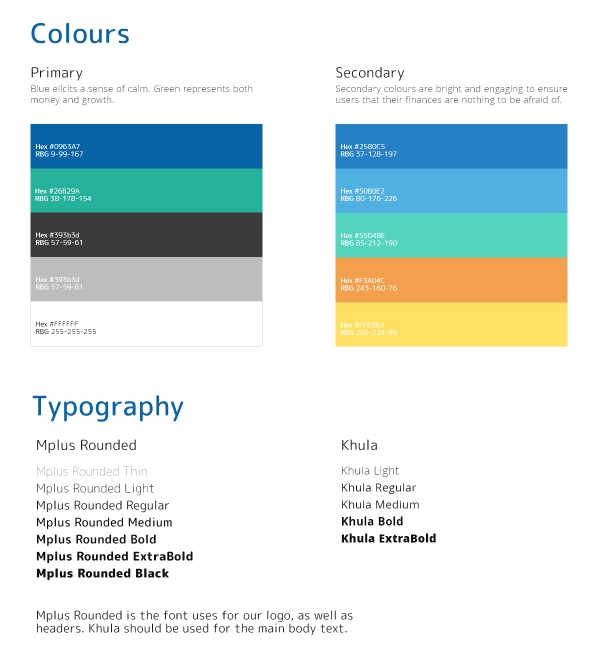 Colours
Primary
Blue elicits a sense of calm. Green represents both
money and growth.
Hex #0963A7
RBG 9-99-167
Hex #26B29A
RBG 38-178-154
Hex #393b3d
RBG 57-59-61
Hex #393b3d
RBG 57-59-61
Hex #FFFFFF
RBG 255-255-255
Secondary
Secondary colours are bright and engaging to ensure
users that their finances are nothing to be afraid of.
Hex #2580C5
RBG 37-128-197
Hex #50B0E2
RBG 80-176-226
Hex #55D4BE
RBG 85-212-190
Hex #F3A04C
RBG 243-160-76
Hex #FFE063
RBG 255-224-99
Typography
Mplus Rounded
Mplus Rounded Thin
Mplus Rounded Light
Mplus Rounded Regular
Mplus Rounded Medium
Mplus Rounded Bold
Mplus Rounded ExtraBold
Mplus Rounded Black
Khula
Khula Light
Khula Regular
Khula Medium
Khula Bold
Khula ExtraBold
Mplus Rounded is the font uses for our logo, as well as
headers. Khula should be used for the main body text.